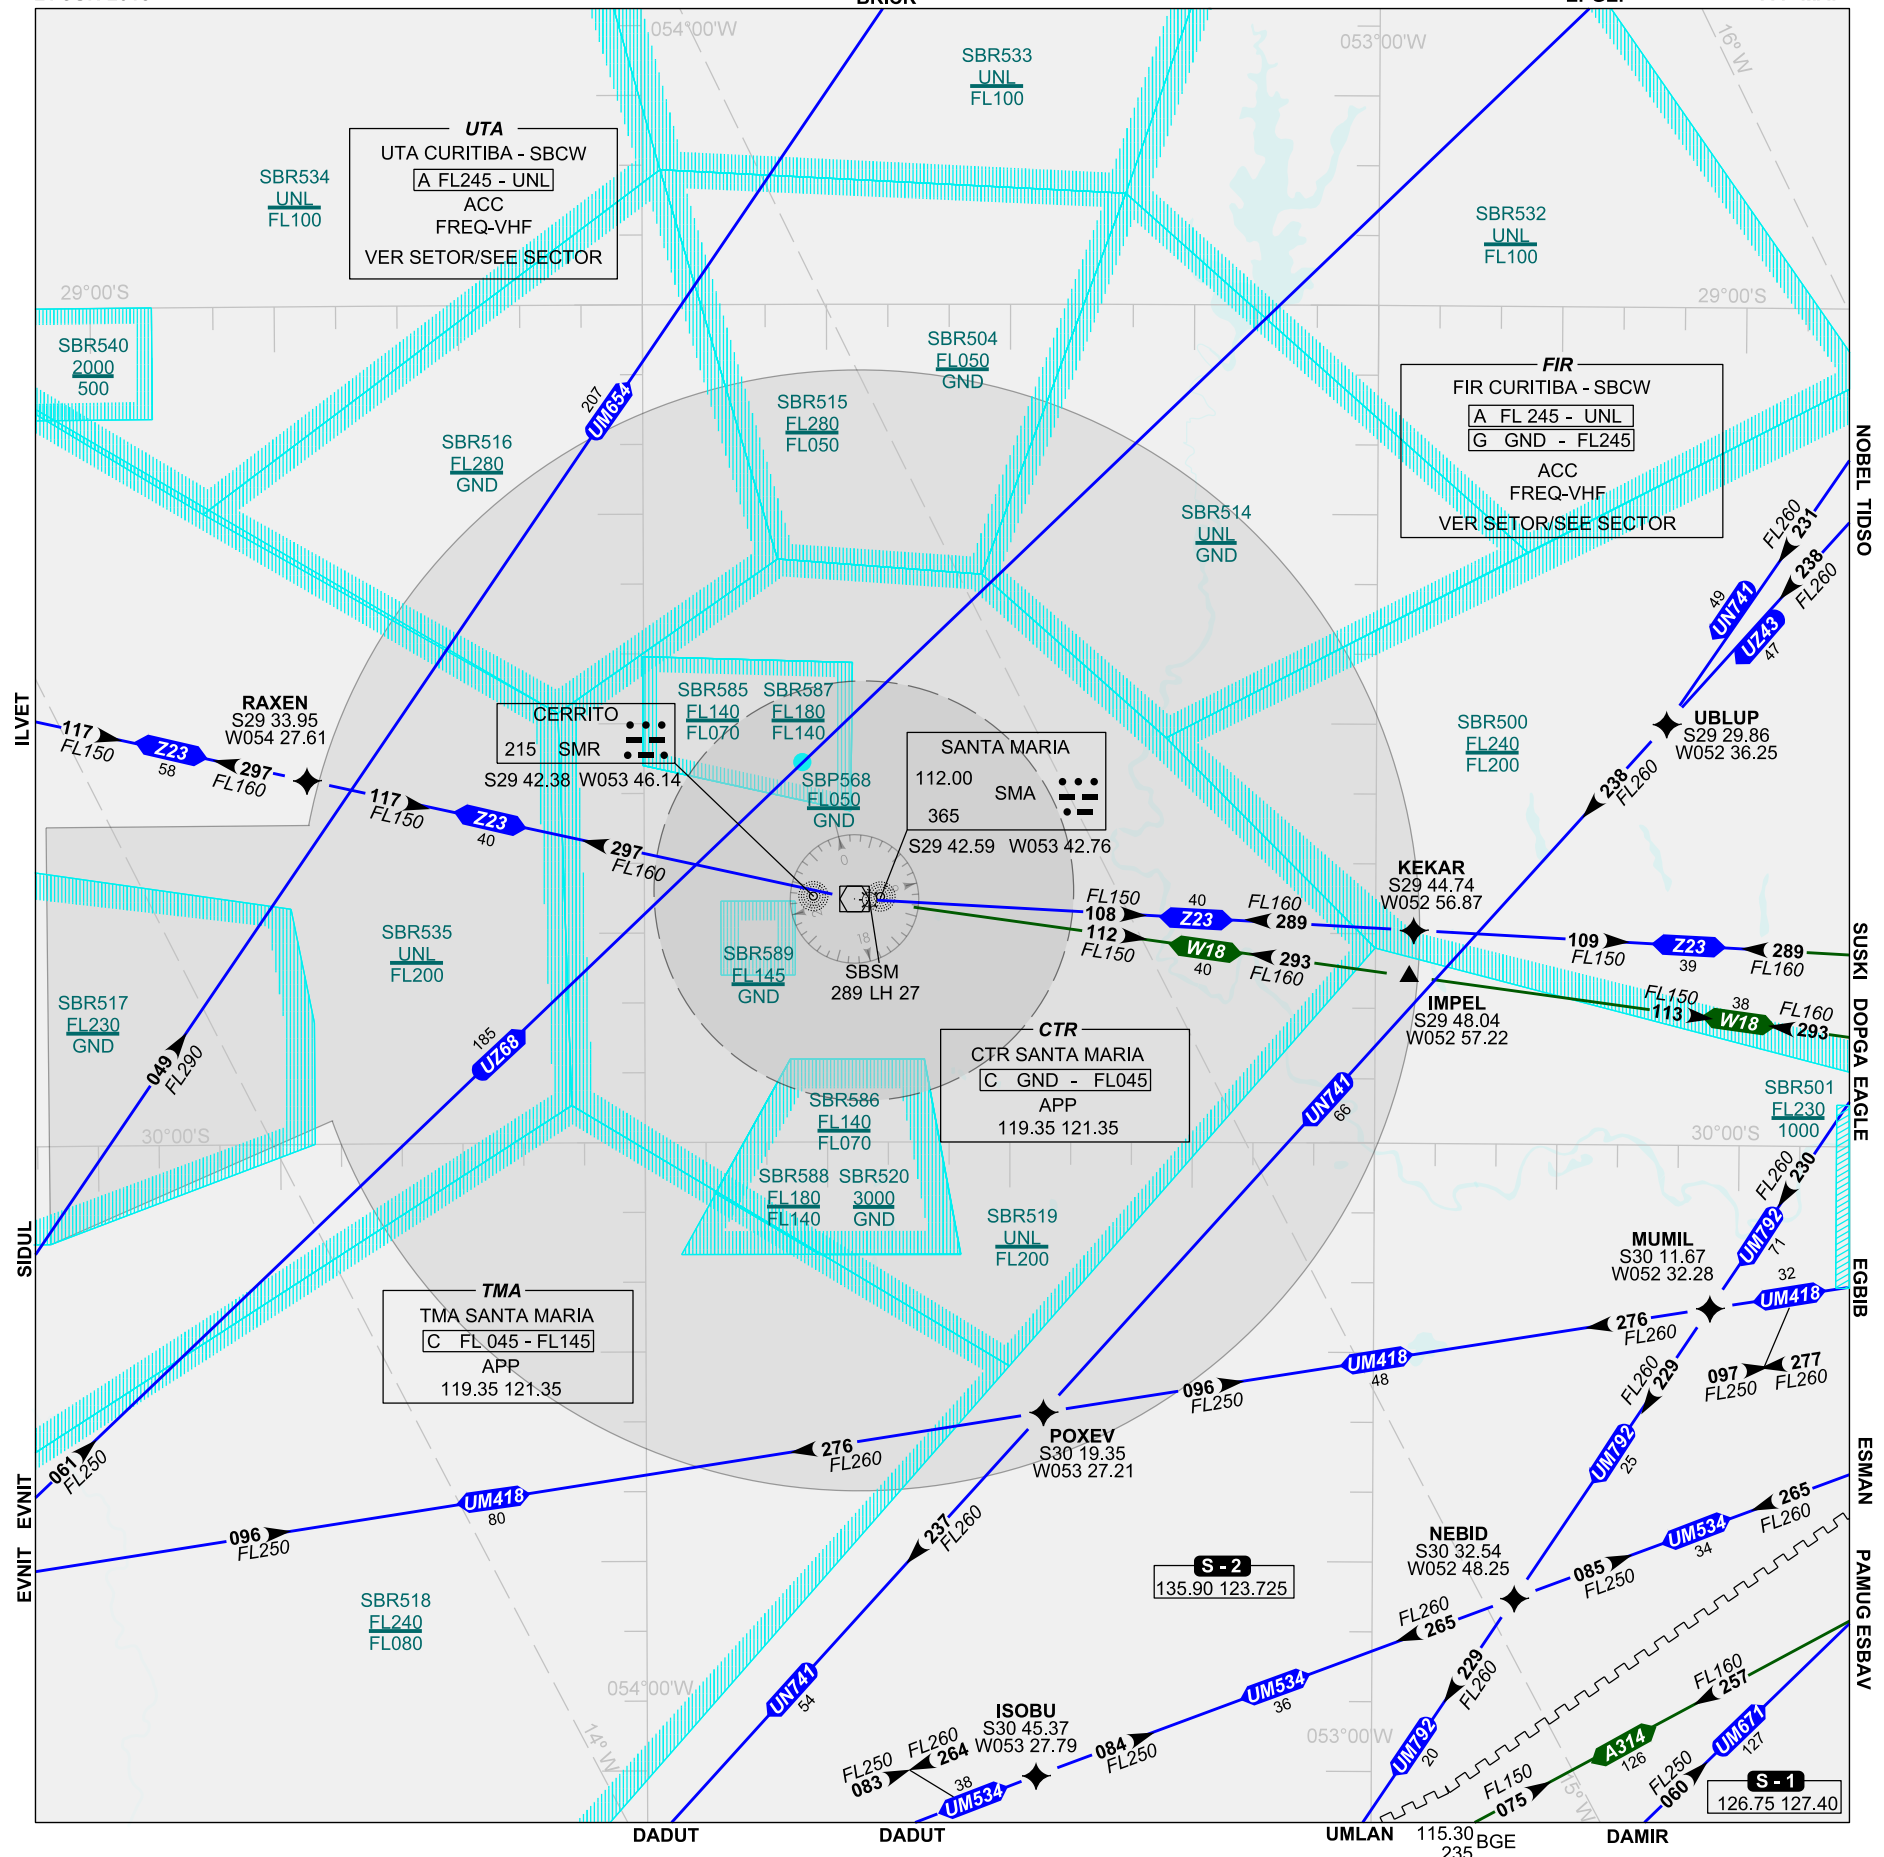 054°00'W
053°00'W
16° W
SBR533
UNL
FL100
UTA
UTA CURITIBA - SBCW
A FL245 - UNL
ACC
FREQ-VHF
VER SETOR/SEE SECTOR
SBR534
UNL
FL100
SBR532
UNL
FL100
29°00'S
29°00'S
SBR540
2000
500
SBR504
FL050
GND
FIR
FIR CURITIBA - SBCW
A FL 245 - UNL
G GND - FL245
ACC
FREQ-VHF
VER SETOR/SEE SECTOR
207
UM654
SBR515
FL280
FL050
SBR516
FL280
GND
SBR514
UNL
GND
NOBEL TIDSO
FL260
231
238
FL260
49
UN741
UZ43
47
ILVET
RAXEN
S29 33.95
W054 27.61
117
FL150
Z23
58
297
FL160
CERRITO
215 SMR
S29 42.38 W053 46.14
SBR585
FL140
FL070
SBR587
FL180
FL140
SBP568
FL050
GND
SANTA MARIA
112.00
SMA
365
S29 42.59 W053 42.76
SBR500
FL240
FL200
UBLUP
S29 29.86
W052 36.25
238
FL260
117
FL150
Z23
40
297
FL160
0
18
KEKAR
S29 44.74
W052 56.87
FL150
108
40
Z23
FL160
289
112
FL150
W18
40
293
FL160
109
FL150
Z23
39
289
FL160
SUSKI
DOPGA
EAGLE
SBR535
UNL
FL200
SBR589
FL145
GND
SBSM
289 LH 27
IMPEL
S29 48.04
W052 57.22
FL150
113
38
W18
FL160
293
SBR517
FL230
GND
049
FL290
185
UZ68
CTR
CTR SANTA MARIA
C GND - FL045
APP
119.35 121.35
UN741
66
SBR501
FL230
1000
30°00'S
30°00'S
SBR586
FL140
FL070
SBR588
FL180
FL140
SBR520
3000
GND
SBR519
UNL
FL200
FL260
230
UM792
71
SIDUL
MUMIL
S30 11.67
W052 32.28
32
UM418
EGBIB
TMA
TMA SANTA MARIA
C FL 045 - FL145
APP
119.35 121.35
276
FL260
UM418
48
FL260
229
097
FL250
277
FL260
096
FL250
POXEV
S30 19.35
W053 27.21
276
FL260
061
FL250
UM792
25
EVNIT
UM418
80
096
FL250
237
FL260
265
FL260
ESMAN
EVNIT
NEBID
S30 32.54
W052 48.25
UM534
34
085
FL250
S - 2
135.90 123.725
SBR518
FL240
FL080
FL260
265
PAMUG
ESBAV
054°00'W
UN741
54
229
FL260
UM534
36
FL160
257
ISOBU
S30 45.37
W053 27.79
053°00'W
14° W
FL250
083
FL260
264
38
UM534
084
FL250
UM792
20
A314
126
UM671
127
FL150
075
15°W
FL250
060
S - 1
126.75 127.40
DADUT
DADUT
UMLAN
115.30
235
BGE
DAMIR